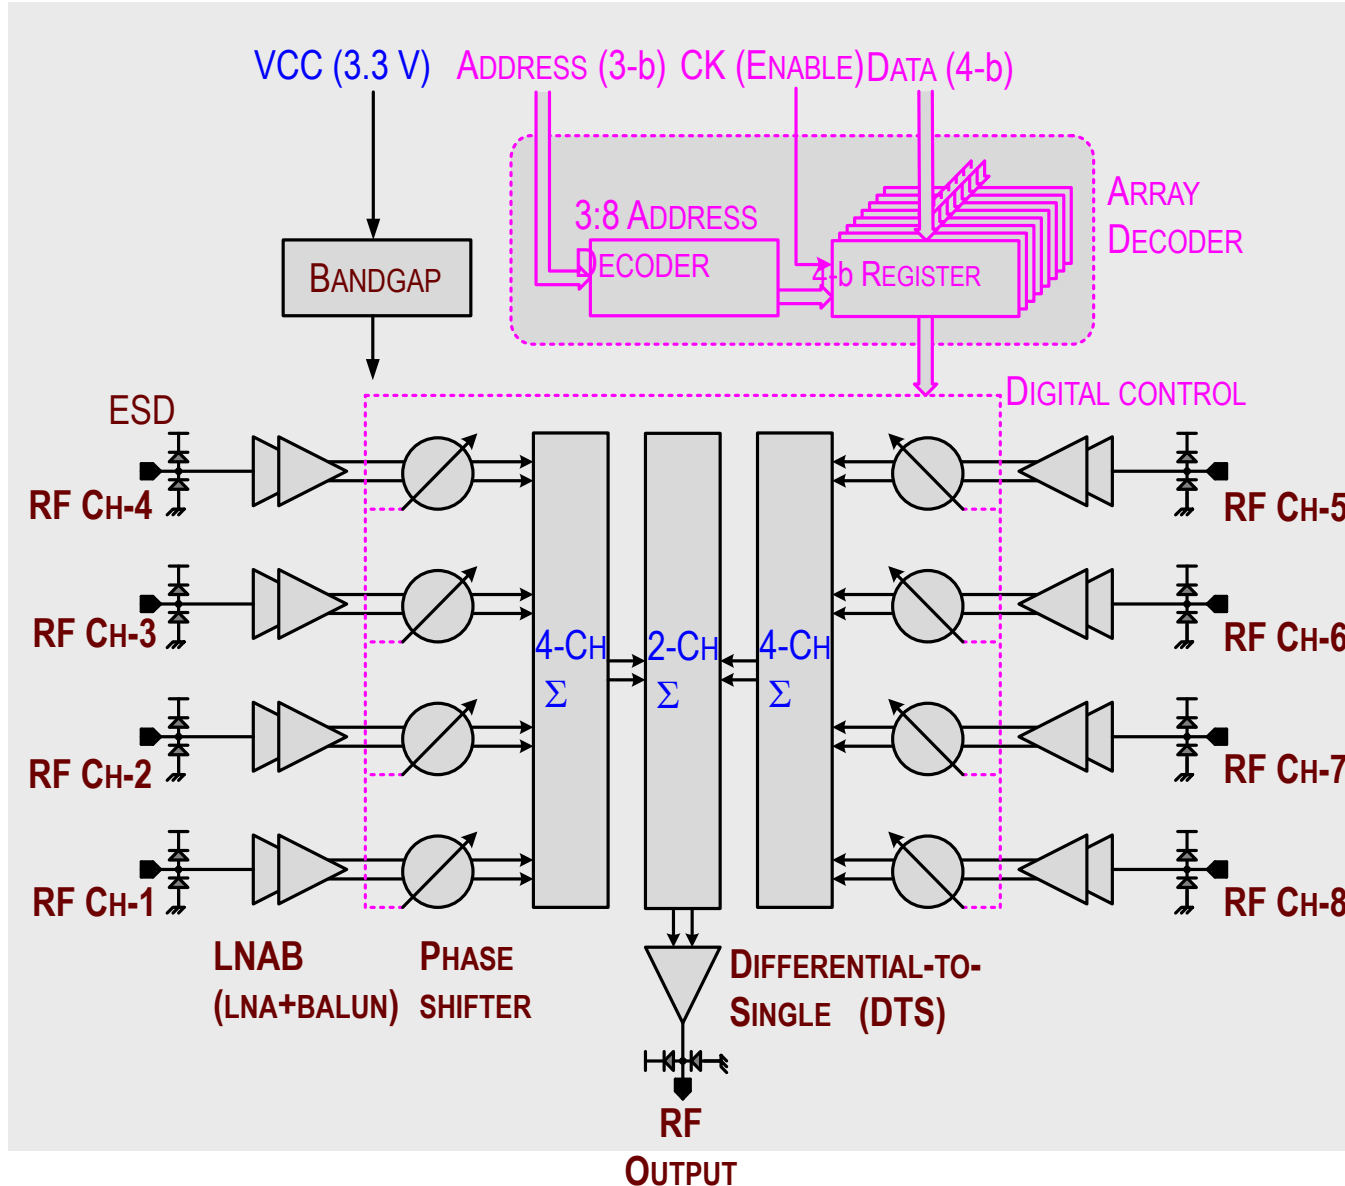 VCC (3.3 V) ADDRESS (3-b) CK (ENABLE) DATA (4-b)
ARRAY
DECODER
3:8 ADDRESS
DECODER
4-b REGISTER
BANDGAP
DIGITAL CONTROL
ESD
RF CH-4
RF CH-5
RF CH-3
RF CH-6
4-CH
Σ
2-CH
Σ
4-CH
Σ
RF CH-2
RF CH-7
RF CH-1
RF CH-8
LNAB
(LNA+BALUN)
PHASE
SHIFTER
DIFFERENTIAL-TO-
SINGLE (DTS)
RF
OUTPUT